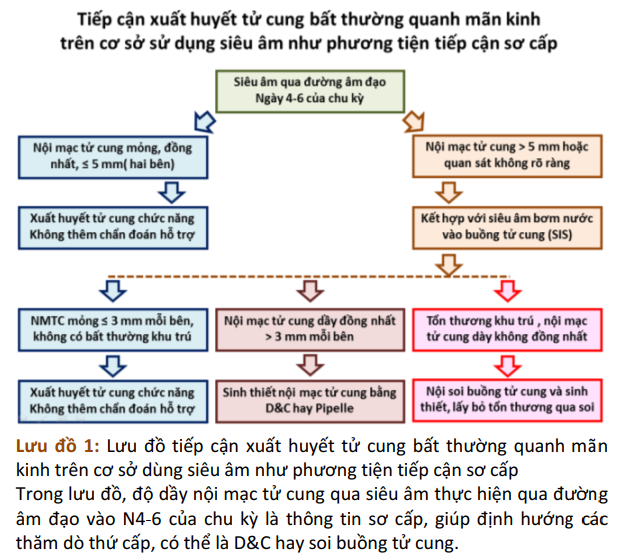 Tiếp cận xuất huyết tử cung bất thường quanh mãn kinh
trên cơ sở sử dụng siêu âm như phương tiện tiếp cận sơ cấp
Siêu âm qua đường âm đạo
Ngày 4-6 của chu kỳ
Nội mạc tử cung mỏng, đồng
nhất, ≤ 5 mm( hai bên)
Nội mạc tử cung > 5 mm hoặc
quan sát không rõ ràng
Xuất huyết tử cung chức năng
Không thêm chẩn đoán hỗ trợ
Kết hợp với siêu âm bơm nước
vào buồng tử cung (SIS)
NMTC mỏng ≤ 3 mm mỗi bên,
không có bất thường khu trú
Nội mạc tử cung dầy đồng nhất
> 3 mm mỗi bên
Tổn thương khu trú , nội mạc
tử cung dày không đồng nhất
Xuất huyết tử cung chức năng
Không thêm chẩn đoán hỗ trợ
Sinh thiết nội mạc tử cung bằng
D&C hay Pipelle
Nội soi buồng tử cung và sinh
thiết, lấy bỏ tổn thương qua soi
Lưu đồ 1: Lưu đồ tiếp cận xuất huyết tử cung bất thường quanh mãn
kinh trên cơ sở dùng siêu âm như phương tiện tiếp cận sơ cấp
Trong lưu đồ, độ dầy nội mạc tử cung qua siêu âm thực hiện qua đường
âm đạo vào N4-6 của chu kỳ là thông tin sơ cấp, giúp định hướng các
thăm dò thứ cấp, có thể là D&C hay soi buồng tử cung.